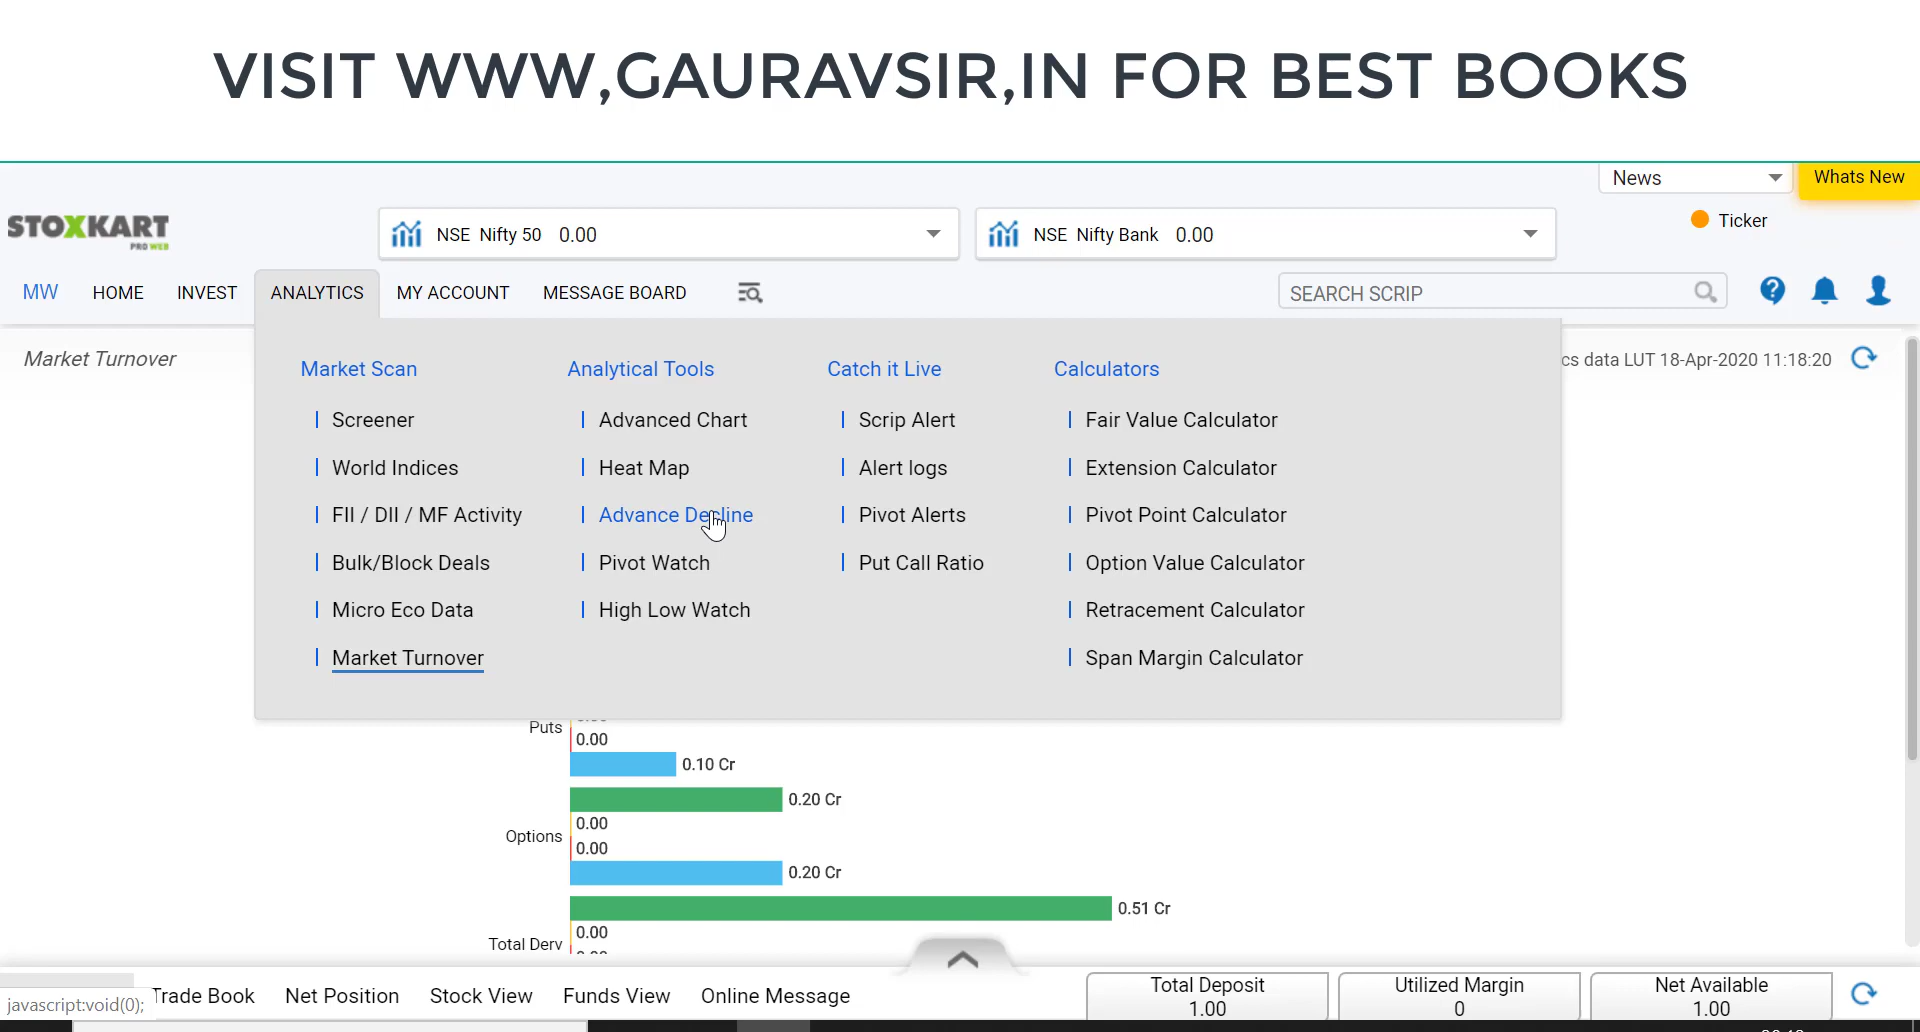 VISIT WWW,GAURAVSIR,IN FOR BEST BOOKS
News
Whats New
STOXKART
PRO WEB
NSE Nifty 50 0.00
NSE Nifty Bank 0.00
Ticker
MW HOME INVEST ANALYTICS MY ACCOUNT MESSAGE BOARD
SEARCH SCRIP
Market Turnover
cs data LUT 18-Apr-2020 11:18:20
Market Scan
Screener
World Indices
FII / DII / MF Activity
Bulk/Block Deals
Micro Eco Data
Market Turnover
Analytical Tools
Advanced Chart
Heat Map
Advance Decline
Pivot Watch
High Low Watch
Catch it Live
Scrip Alert
Alert logs
Pivot Alerts
Put Call Ratio
Calculators
Fair Value Calculator
Extension Calculator
Pivot Point Calculator
Option Value Calculator
Retracement Calculator
Span Margin Calculator
Puts
0.00
0.10 Cr
0.20 Cr
Options
0.00
0.00
0.20 Cr
0.51 Cr
0.00
Total Derv
javascript:void(0);
Trade Book Net Position Stock View Funds View Online Message
Total Deposit
1.00
Utilized Margin
0
Net Available
1.00